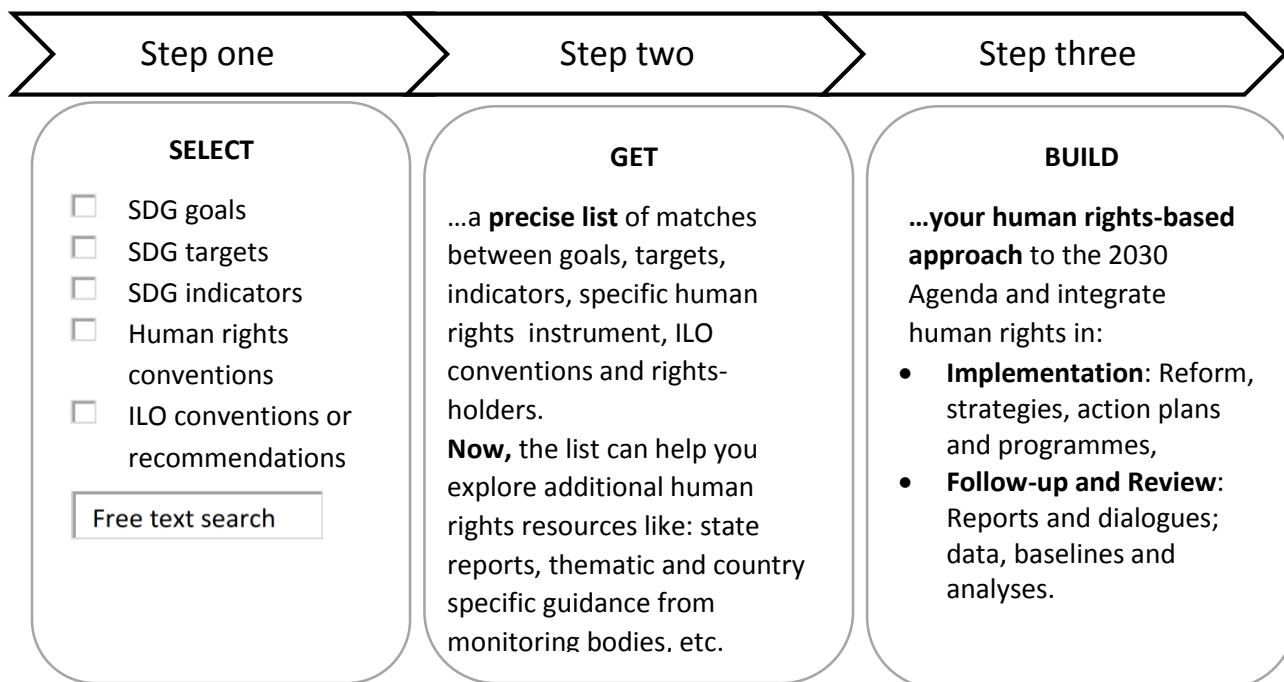 Step one
Step two
Step three
SELECT
SDG goals
SDG targets
SDG indicators
Human rights
conventions
ILO conventions or
recommendations
Free text search
GET
...a precise list of matches
between goals, targets,
indicators, specific human
rights instrument, ILO
conventions and rights-
holders.
Now, the list can help you
explore additional human
rights resources like: state
reports, thematic and country
specific guidance from
monitoring bodies, etc.
BUILD
...your human rights-based
approach to the 2030
Agenda and integrate
human rights in:
• Implementation: Reform,
strategies, action plans
and programmes,
• Follow-up and Review:
Reports and dialogues;
data, baselines and
analyses.